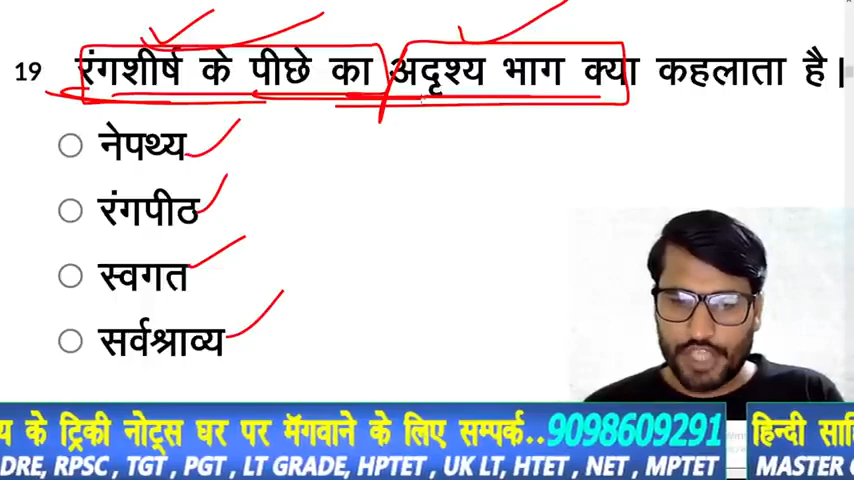 19 रंगशीर्ष के पीछे का अदृश्य भाग क्या कहलाता है।
नेपथ्य
रंगपीठ
स्वगत
सर्वश्राव्य
य के ट्रिकी नोट्स घर पर मॅगवाने के लिए सम्पर्क..9098609291 हिन्दी साहि
DRE, RPSC , TGT , PGT , LT GRADE, HPTET , UK LT, HTET , NET , MPTET MASTER